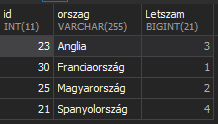 id orszag Letszam
INT(11) VARCHAR(255) BIGINT(21)
23 Anglia 3
30 Franciaország 1
25 Magyarország 2
21 Spanyolország 4